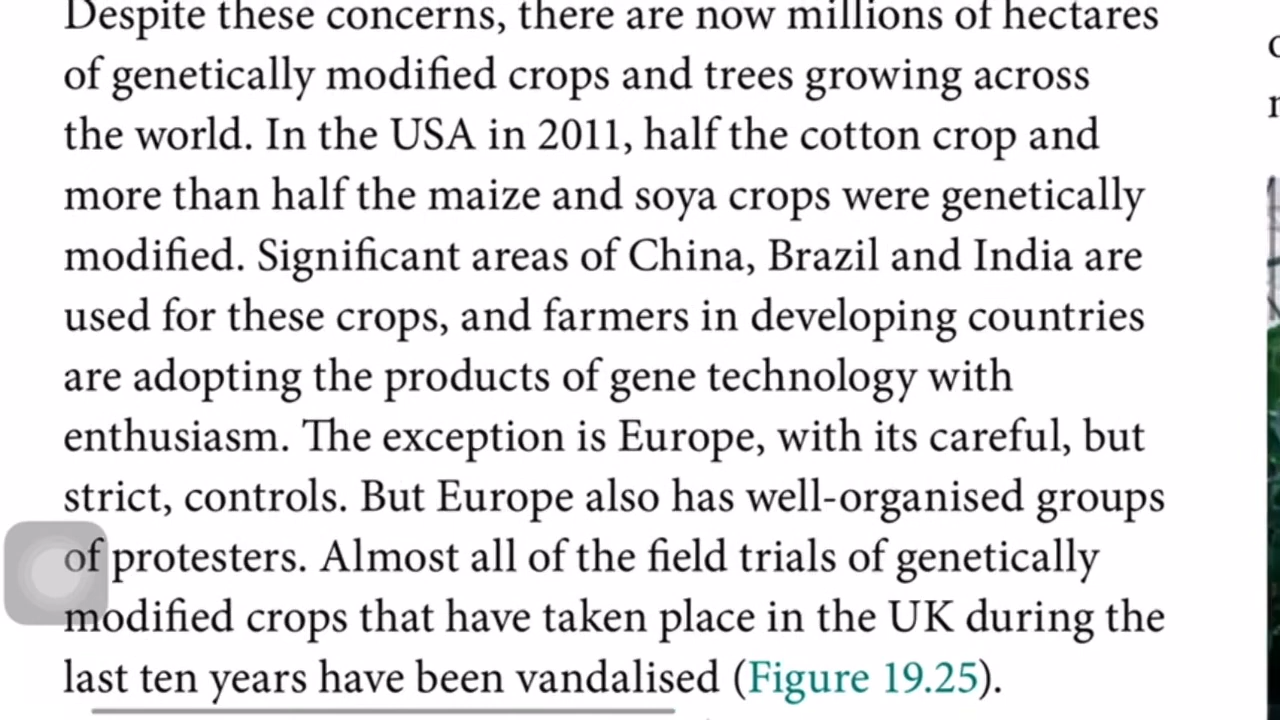 Despite these concerns, there are now millions of hectares
of genetically modified crops and trees growing across
the world. In the USA in 2011, half the cotton crop and
more than half the maize and soya crops were genetically
modified. Significant areas of China, Brazil and India are
used for these crops, and farmers in developing countries
are adopting the products of gene technology with
enthusiasm. The exception is Europe, with its careful, but
strict, controls. But Europe also has well-organised groups
of protesters. Almost all of the field trials of genetically
modified crops that have taken place in the UK during the
last ten years have been vandalised (Figure 19.25).